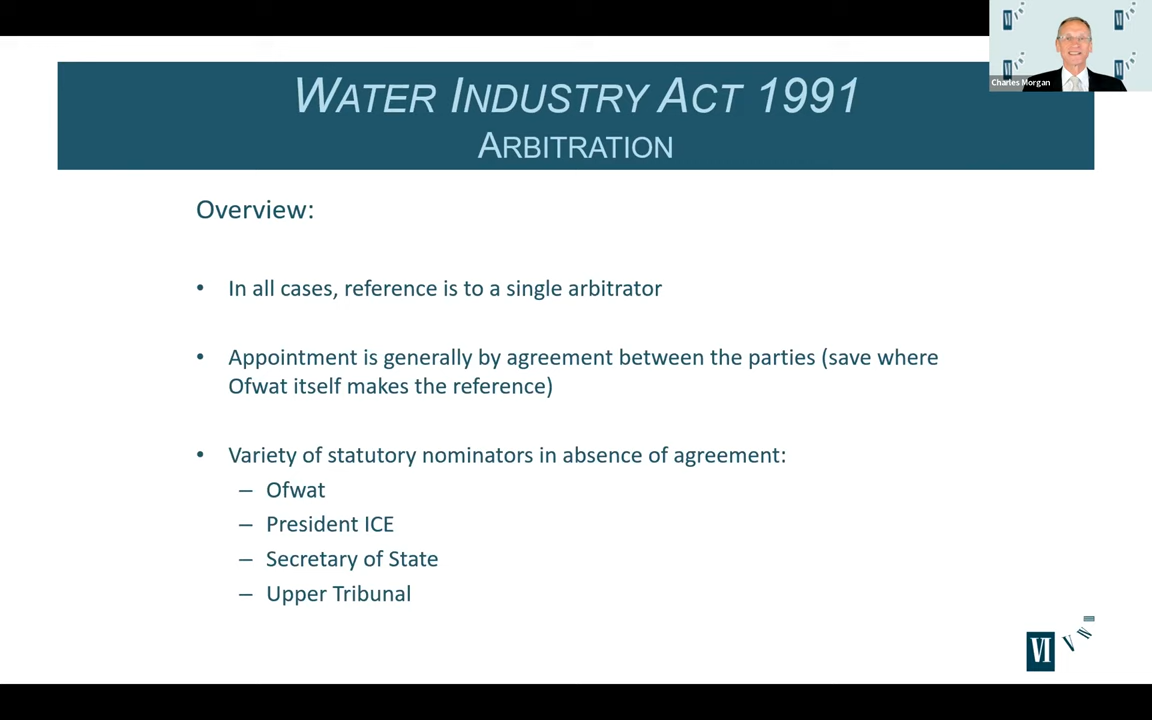 WATER INDUSTRY ACT 1991
ARBITRATION
Charles Morgan
Overview:
• In all cases, reference is to a single arbitrator
• Appointment is generally by agreement between the parties (save where
Ofwat itself makes the reference)
• Variety of statutory nominators in absence of agreement:
– Ofwat
– President ICE
– Secretary of State
– Upper Tribunal
VI